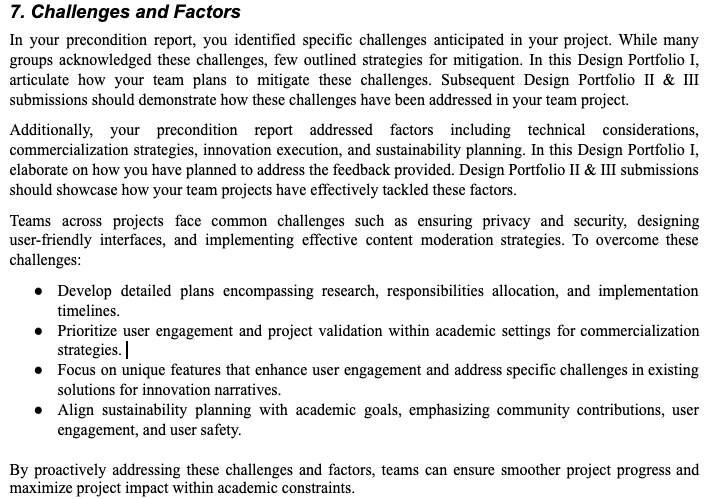 7. Challenges and Factors
In your precondition report, you identified specific challenges anticipated in your project. While many
groups acknowledged these challenges, few outlined strategies for mitigation. In this Design Portfolio I,
articulate how your team plans to mitigate these challenges. Subsequent Design Portfolio II & III
submissions should demonstrate how these challenges have been addressed in your team project.
Additionally, your precondition report addressed factors including technical considerations,
commercialization strategies, innovation execution, and sustainability planning. In this Design Portfolio I,
elaborate on how you have planned to address the feedback provided. Design Portfolio II & III submissions
should showcase how your team projects have effectively tackled these factors.
Teams across projects face common challenges such as ensuring privacy and security, designing
user-friendly interfaces, and implementing effective content moderation strategies. To overcome these
challenges:
● Develop detailed plans encompassing research, responsibilities allocation, and implementation
timelines.
● Prioritize user engagement and project validation within academic settings for commercialization
strategies.
● Focus on unique features that enhance user engagement and address specific challenges in existing
solutions for innovation narratives.
● Align sustainability planning with academic goals, emphasizing community contributions, user
engagement, and user safety.
By proactively addressing these challenges and factors, teams can ensure smoother project progress and
maximize project impact within academic constraints.